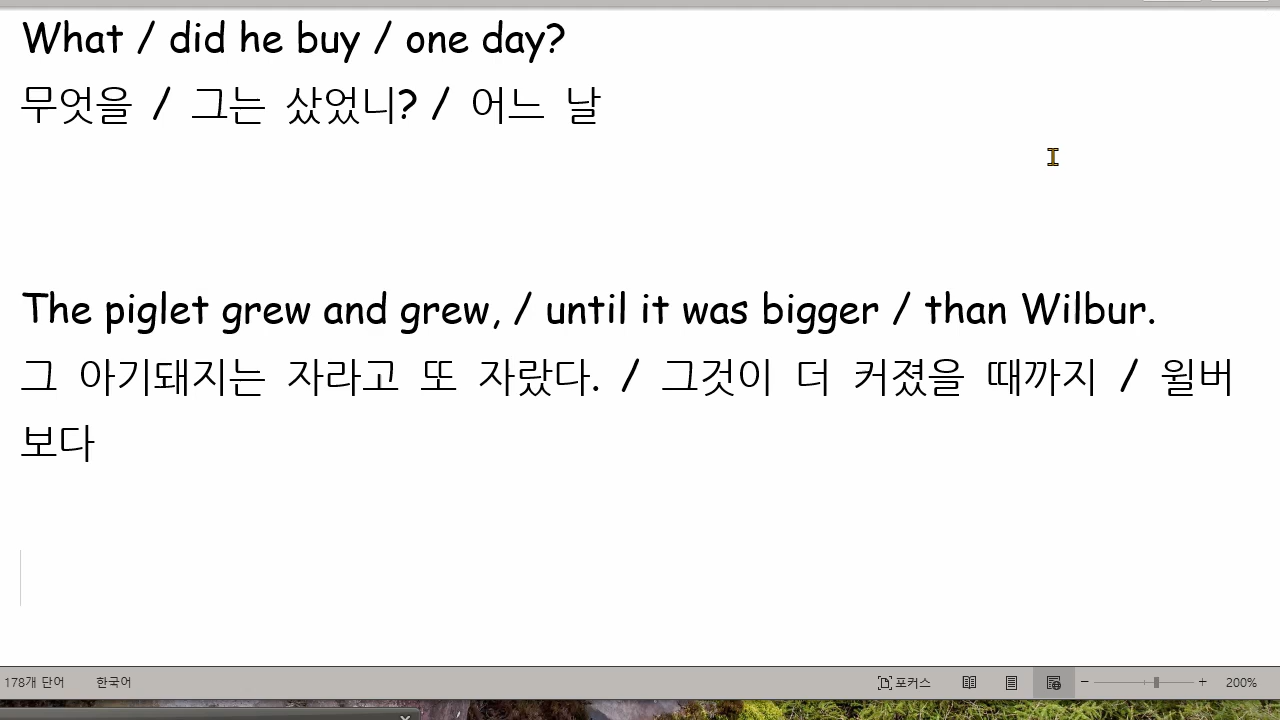 What / did he buy / one day?
무엇을 / 그는 샀었니? / 어느 날
The piglet grew and grew, / until it was bigger / than Wilbur.
그 아기돼지는 자라고 또 자랐다. / 그것이 더 커졌을 때까지 / 윌버
보다
178개 단어 한국어 포커스 200%